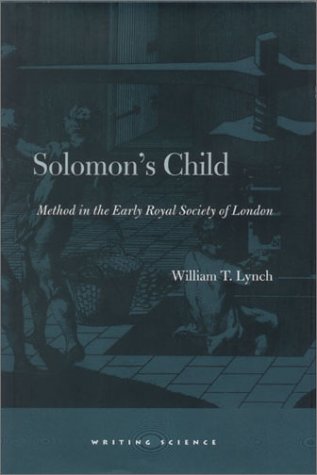 Solomon's Child
Method in the Early Royal Society of London
William T. Lynch
WRITING SCIENCE